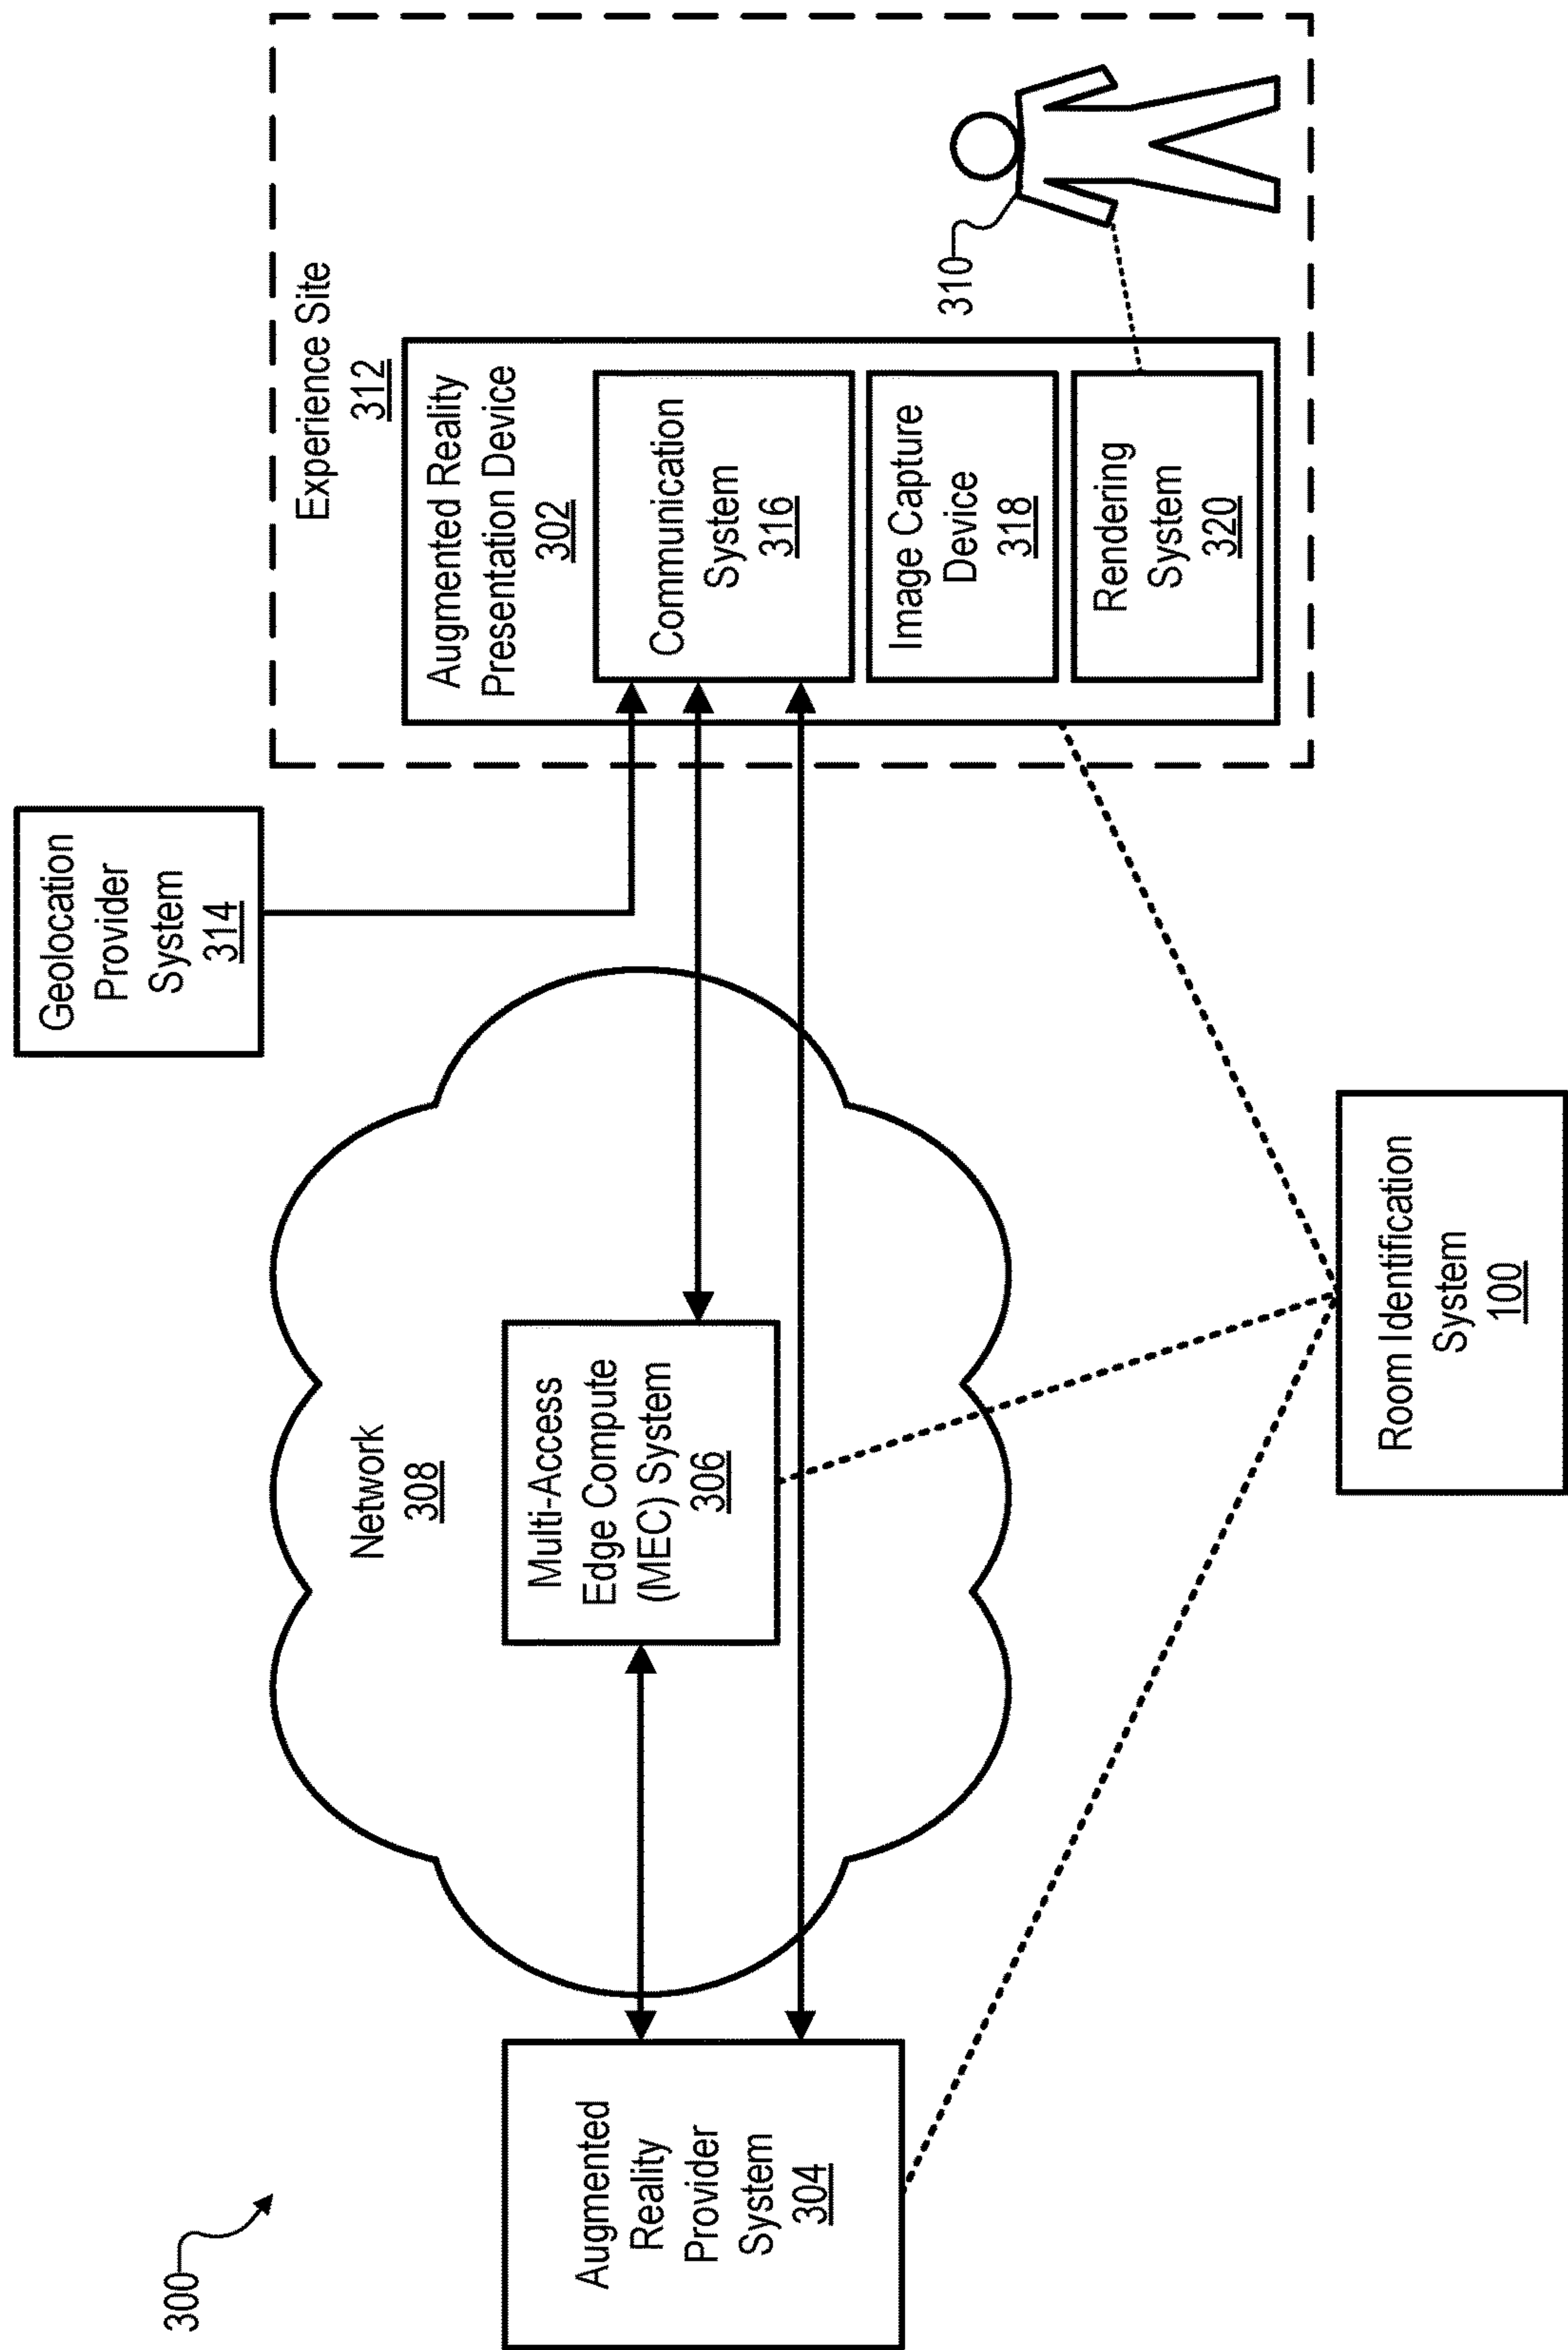 300
Geolocation
Provider
System
314
Experience Site
312
Augmented Reality
Presentation Device
302
Communication
System
316
Image Capture
Device
318
Rendering
System
320
310
Network
308
Multi-Access
Edge Compute
(MEC) System
306
Augmented
Reality
Provider
System
304
Room Identification
System
100